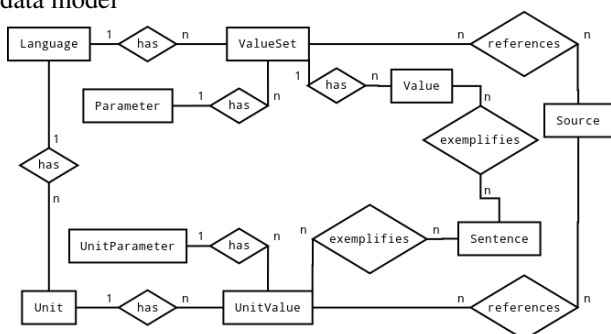 data model
1 n n n
Language has ValueSet references
1 n
has Value
Parameter 1 has n n
Source
exemplifies
1
has
n n
UnitParameter 1 has n n exemplifies n Sentence
1 n n n
Unit has UnitValue references